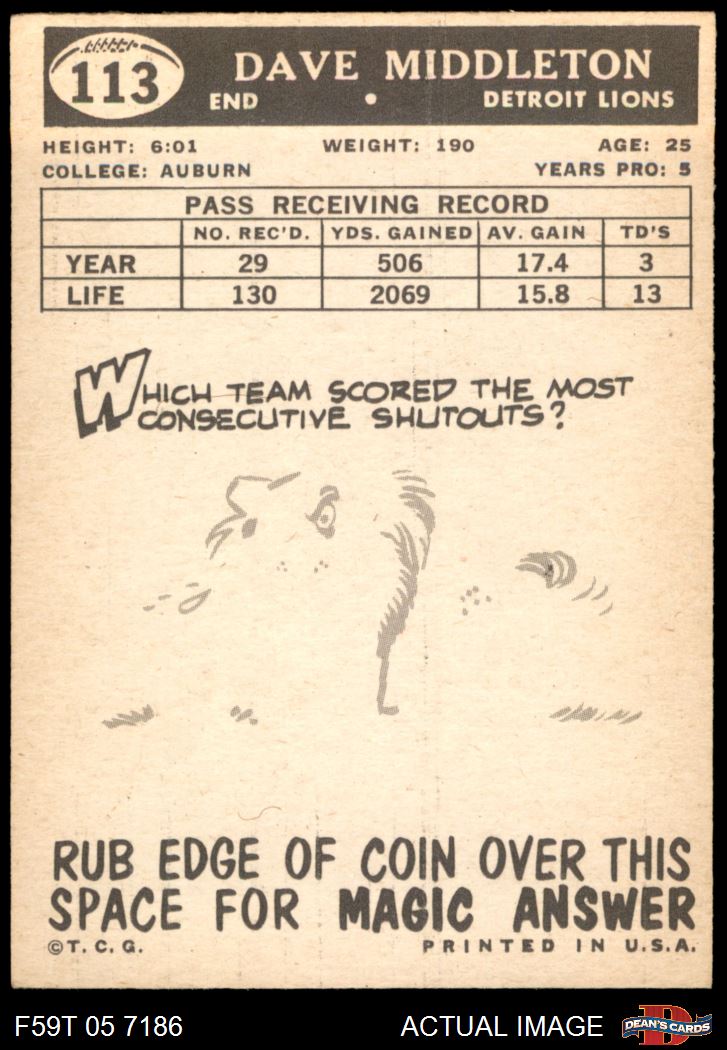 113
DAVE MIDDLETON
END • DETROIT LIONS
HEIGHT: 6:01 WEIGHT: 190 AGE: 25
COLLEGE: AUBURN YEARS PRO: 5
PASS RECEIVING RECORD
NO. REC'D. YDS. GAINED AV. GAIN TD'S
YEAR 29 506 17.4 3
LIFE 130 2069 15.8 13
WHICH TEAM SCORED THE MOST
CONSECUTIVE SHUTOUTS?
RUB EDGE OF COIN OVER THIS
SPACE FOR MAGIC ANSWER
©T. C. G. PRINTED IN U.S.A.
F59T 05 7186 ACTUAL IMAGE D DEAN'S CARDS